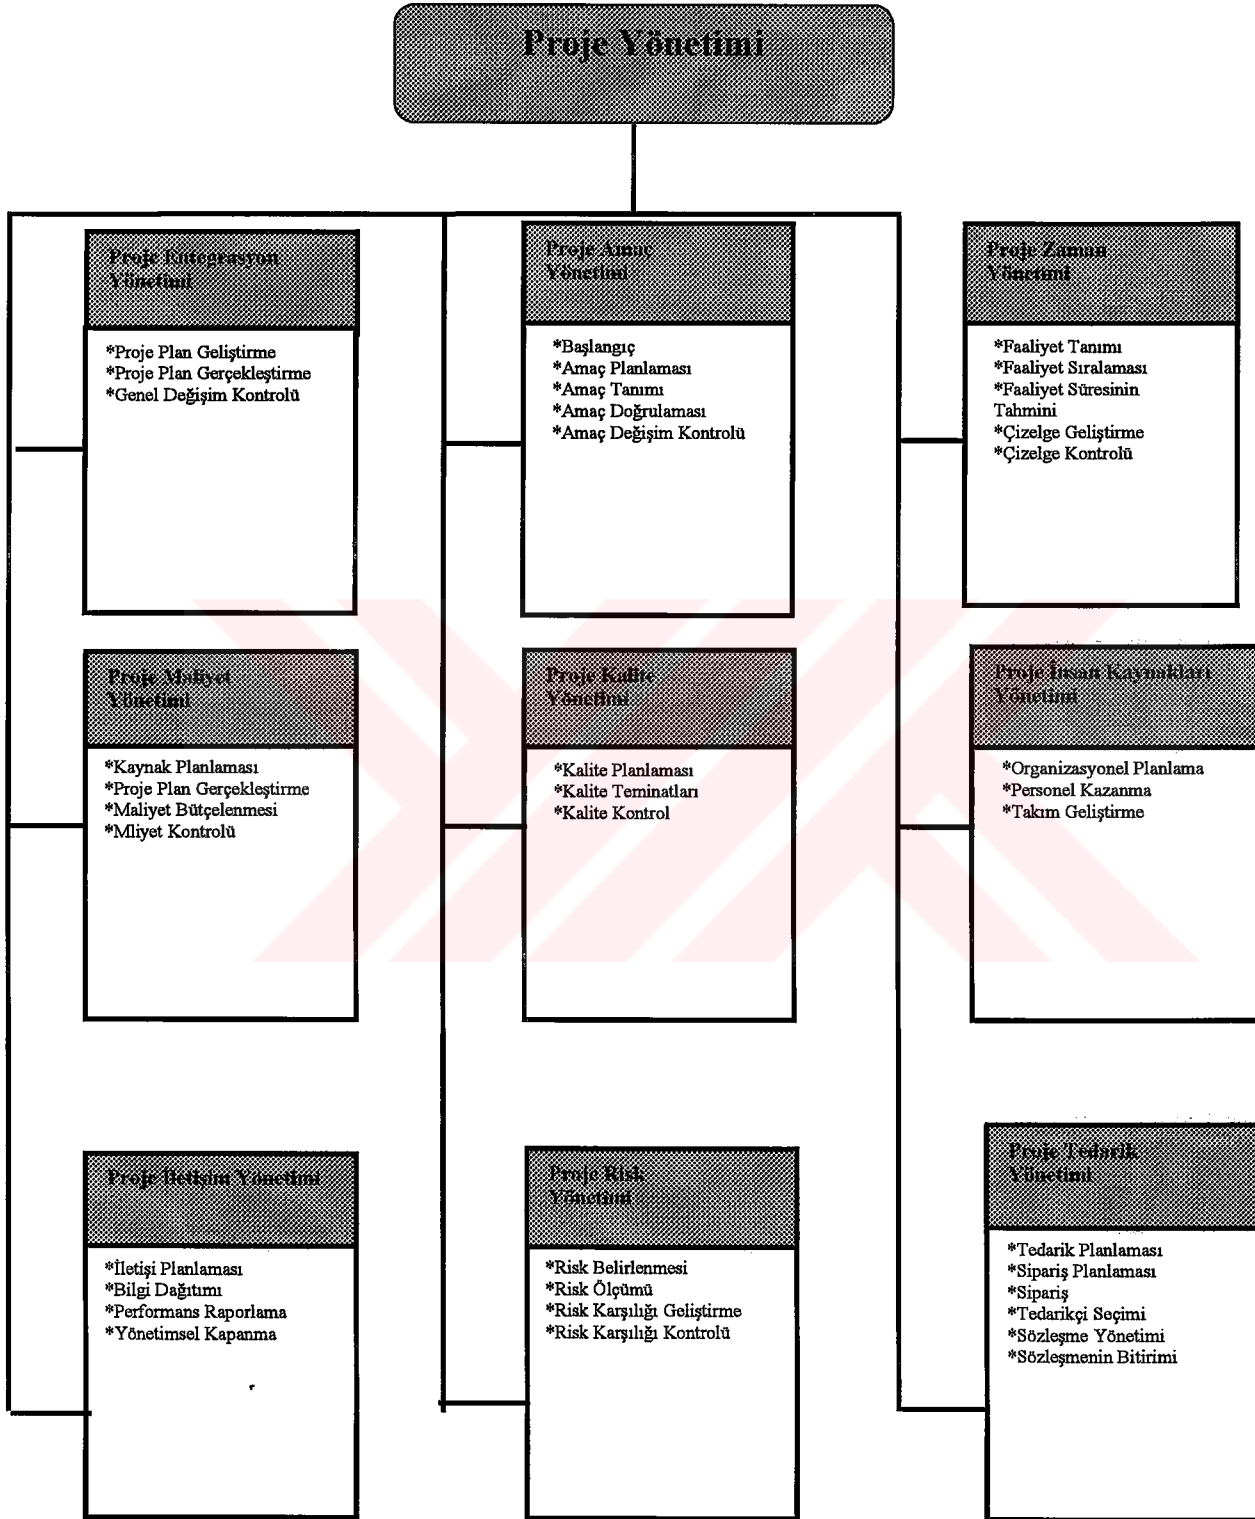 Proje Yönetimi
Proje Entegrasyon
Yönetimi
*Proje Plan Geliştirme
*Proje Plan Gerçekleştirme
*Genel Değişim Kontrolü
Proje Amaç
Yönetimi
*Başlangıç
*Amaç Planlaması
*Amaç Tanımı
*Amaç Doğrulaması
*Amaç Değişim Kontrolü
Proje Zaman
Yönetimi
*Faaliyet Tanımı
*Faaliyet Sıralaması
*Faaliyet Süresinin
Tahmini
*Çizelge Geliştirme
*Çizelge Kontrolü
Proje Maliyet
Yönetimi
*Kaynak Planlaması
*Proje Plan Gerçekleştirme
*Maliyet Bütçelenmesi
*Mliyet Kontrolü
Proje Kalite
Yönetimi
*Kalite Planlaması
*Kalite Teminatları
*Kalite Kontrol
Proje İnsan Kaynakları
Yönetimi
*Organizasyonel Planlama
*Personel Kazanma
*Takım Geliştirme
Proje İletişim Yönetimi
*İletişi Planlaması
*Bilgi Dağıtımı
*Performans Raporlama
*Yönetimsel Kapanma
Proje Risk
Yönetimi
*Risk Belirlenmesi
*Risk Ölçümü
*Risk Karşılığı Geliştirme
*Risk Karşılığı Kontrolü
Proje Tedarik
Yönetimi
*Tedarik Planlaması
*Sipariş Planlaması
*Sipariş
*Tedarikçi Seçimi
*Sözleşme Yönetimi
*Sözleşmenin Bitirimi